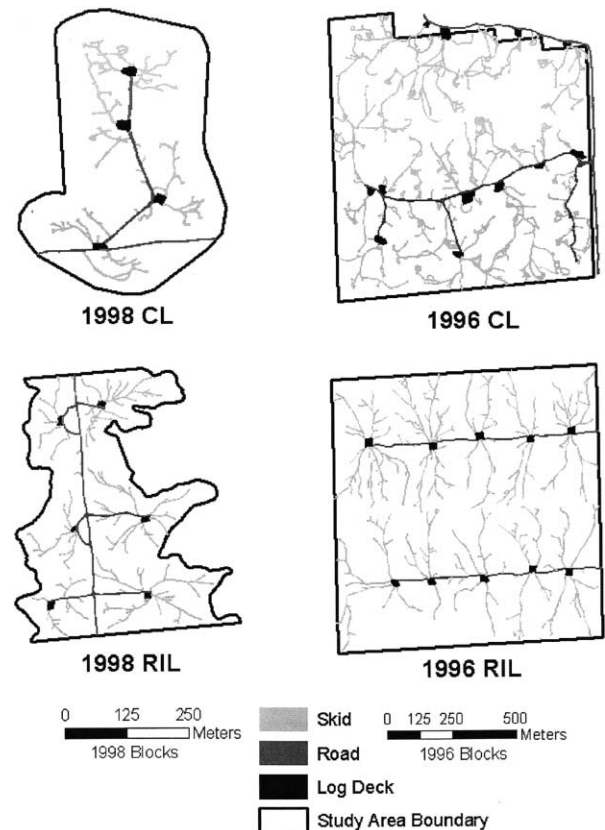 1998 CL
1996 CL
1998 RIL
1996 RIL
0 125 250
Meters
1998 Blocks
Skid
Road
Log Deck
Study Area Boundary
0 125 250 500
Meters
1996 Blocks